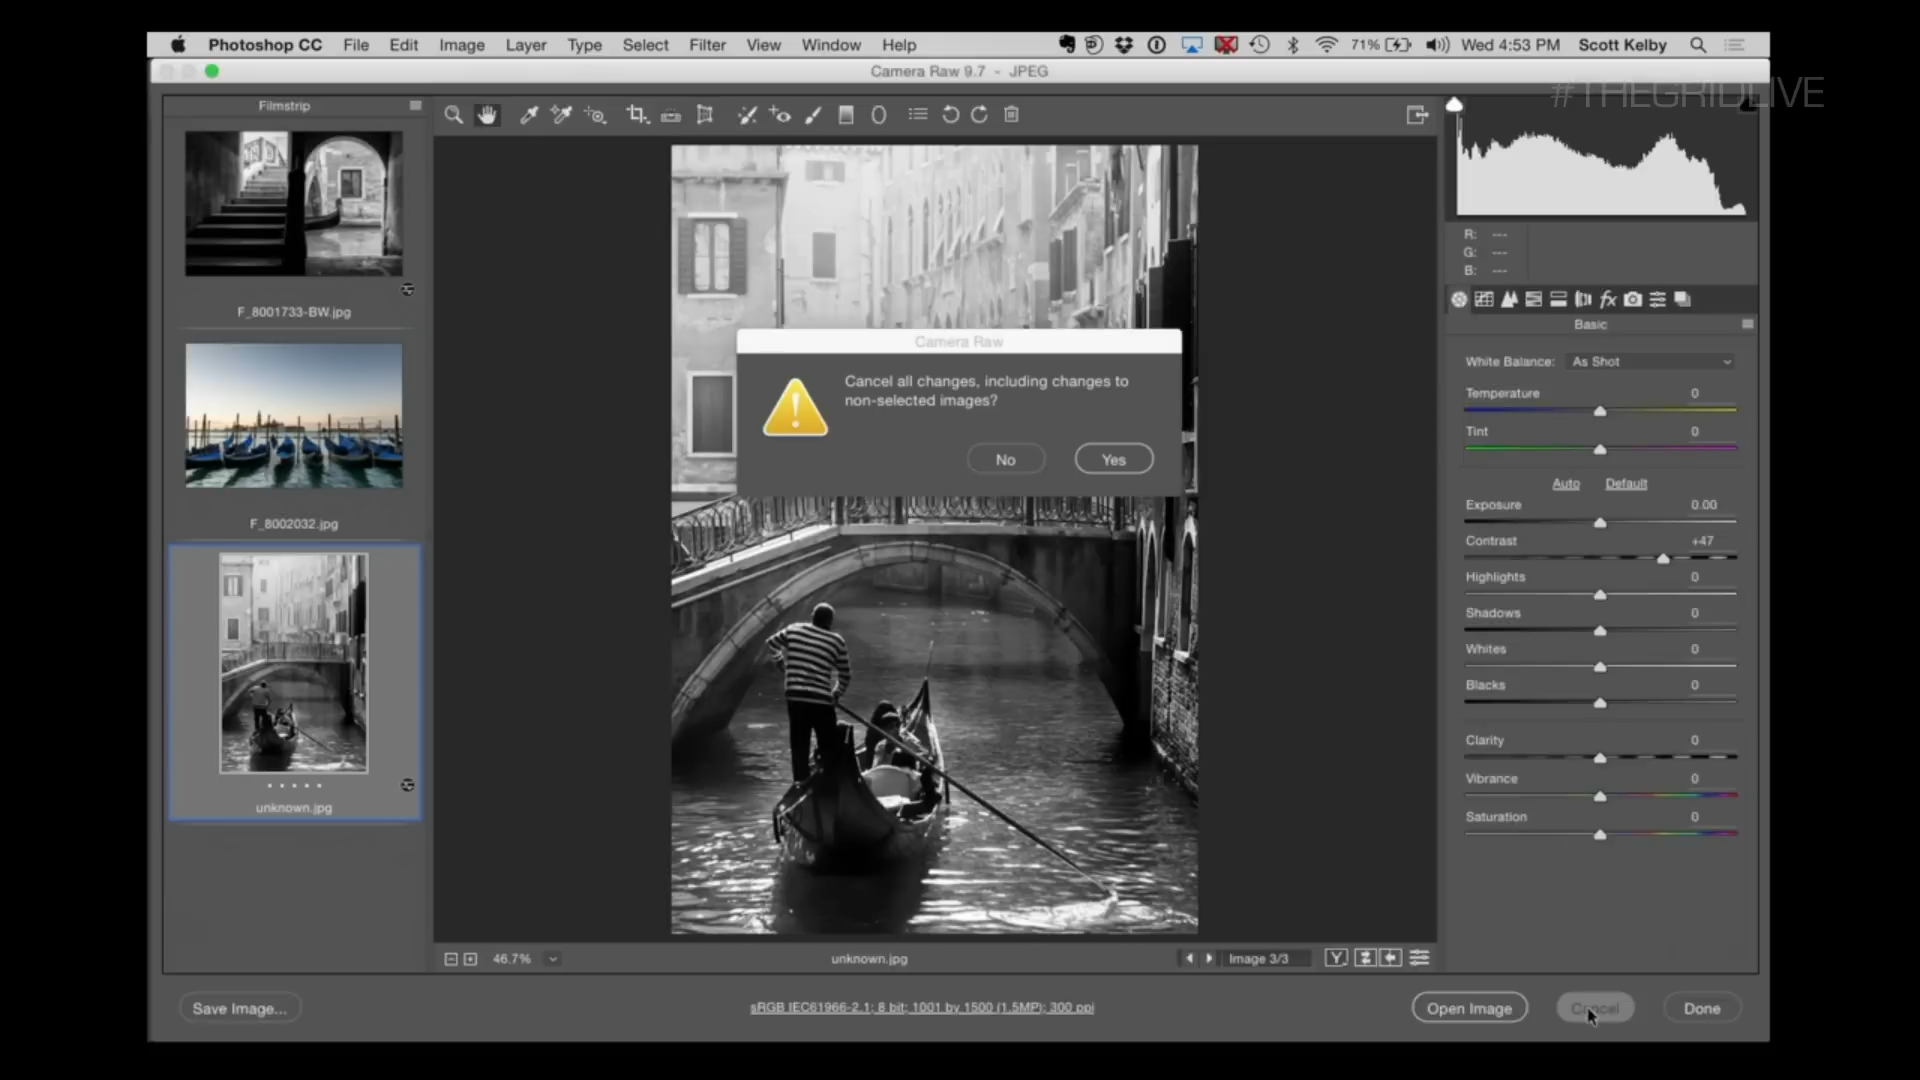 Photoshop CC File Edit Image Layer Type Select Filter View Window Help 71% Wed 4:53 PM Scott Kelby
Camera Raw 9.7 - JPEG
#THEGRIDLIVE
Filmstrip
F_8001733-BW.jpg
F_8002032.jpg
unknown.jpg
Camera Raw
Cancel all changes, including changes to
non-selected images?
No Yes
R: ---
G: ---
B: ---
fx
Basic
White Balance: As Shot
Temperature 0
Tint 0
Auto Default
Exposure 0.00
Contrast +47
Highlights 0
Shadows 0
Whites 0
Blacks 0
Clarity 0
Vibrance 0
Saturation 0
46.7% unknown.jpg Image 3/3 Y
Save Image... sRGB IEC61966-2.1; 8 bit; 1001 by 1500 (1.5MP); 300 ppi Open Image Cancel Done